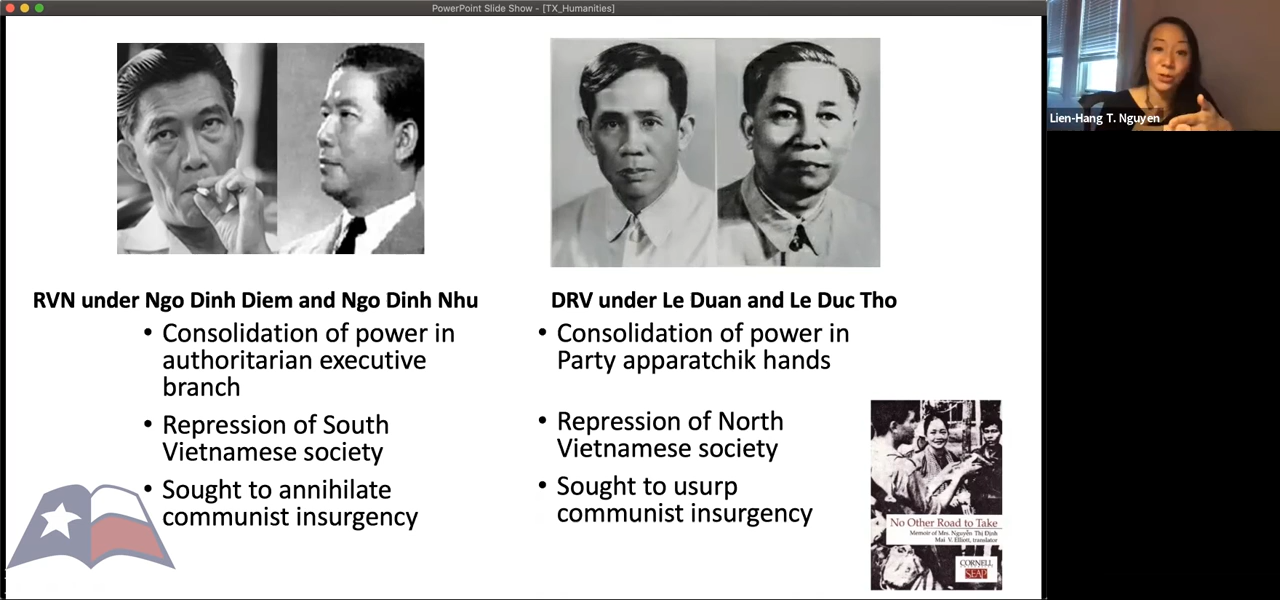 PowerPoint Slide Show - [TX_Humanities]
Lien-Hang T. Nguyen
RVN under Ngo Dinh Diem and Ngo Dinh Nhu
• Consolidation of power in
authoritarian executive
branch
• Repression of South
Vietnamese society
• Sought to annihilate
communist insurgency
DRV under Le Duan and Le Duc Tho
• Consolidation of power in
Party apparatchik hands
• Repression of North
Vietnamese society
• Sought to usurp
communist insurgency
No Other Road to Take
Memoir of Mrs. Nguyễn Thị Định
Mai V. Elliott, translator
CORNELL
SEAP